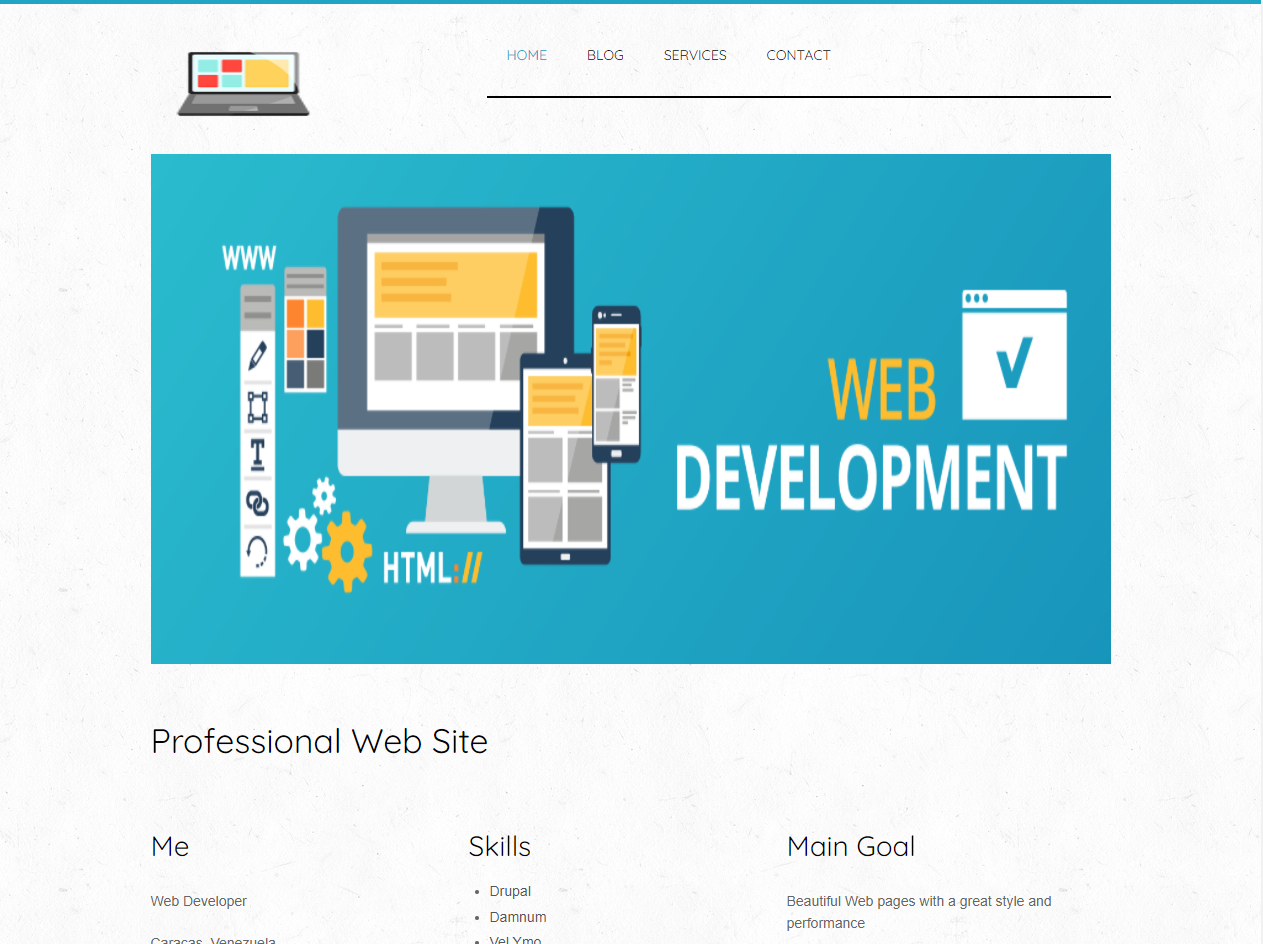 HOME BLOG SERVICES CONTACT
WWW
T
HTML://
WEB
DEVELOPMENT
Professional Web Site
Me
Web Developer
Caracas, Venezuela
Skills
Drupal
Damnum
Vel Ymo
Main Goal
Beautiful Web pages with a great style and
performance